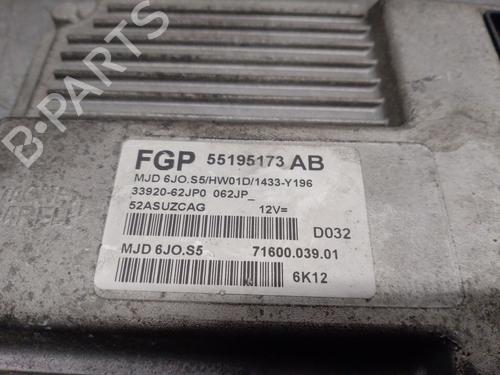 FGP 55195173 AB
MJD 6JO.S5/HW01D/1433-Y196
33920-62JP0 062JP_
52ASUZCAG 12V=
D032
MJD 6JO.S5 71600.039.01
6K12
B-PARTS